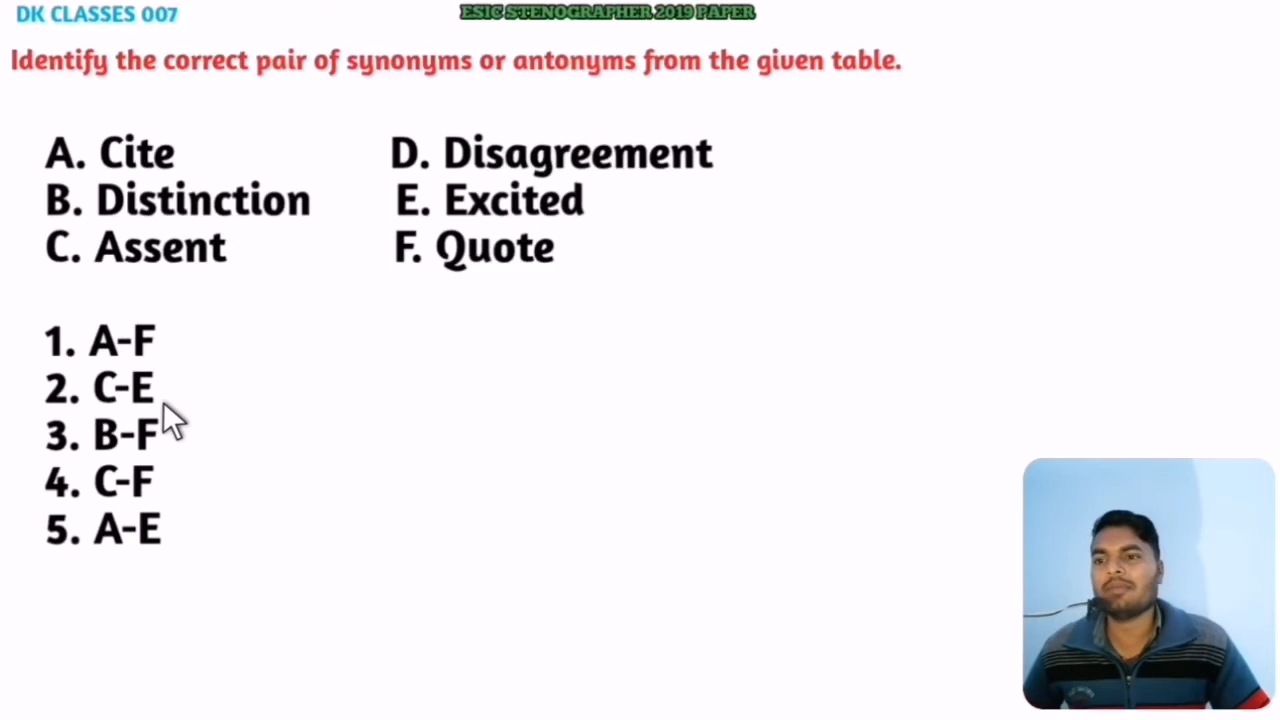 DK CLASSES 007
ESIC STENOGRAPHER 2019 PAPER
Identify the correct pair of synonyms or antonyms from the given table.
A. Cite
B. Distinction
C. Assent
D. Disagreement
E. Excited
F. Quote
1. A-F
2. C-E
3. B-F
4. C-F
5. A-E